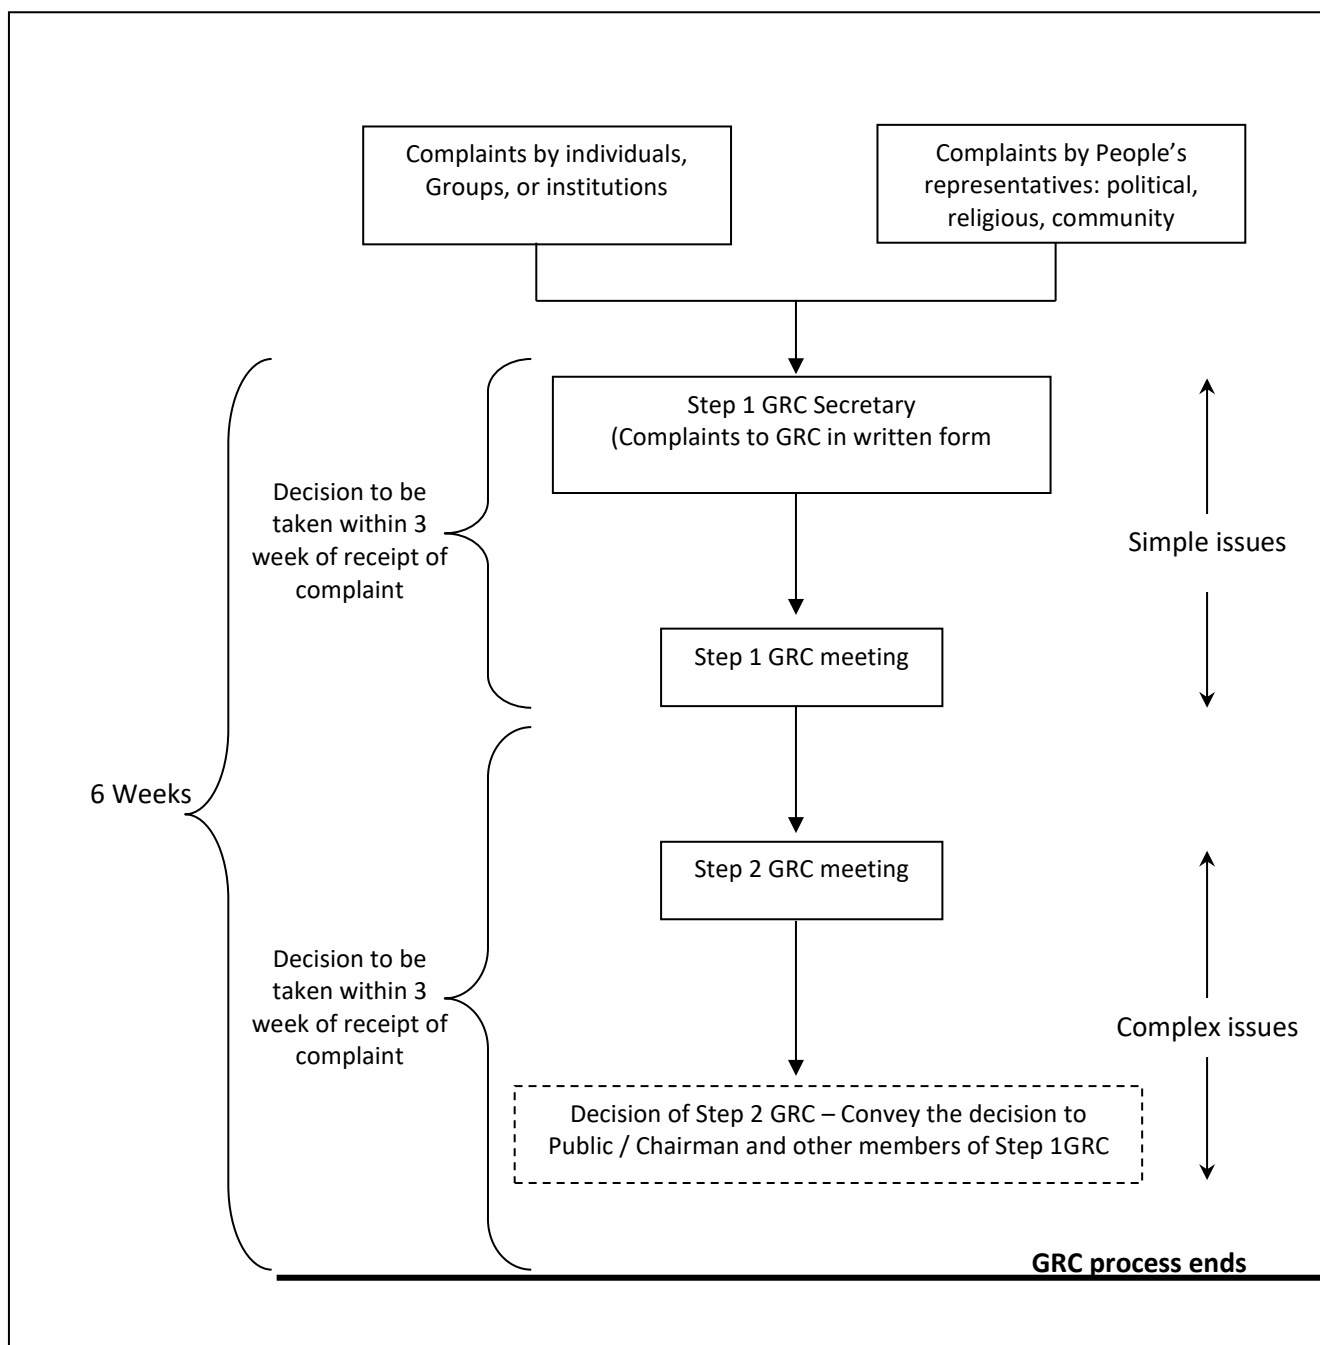 Complaints by individuals,
Groups, or institutions
Complaints by People’s
representatives: political,
religious, community
Step 1 GRC Secretary
(Complaints to GRC in written form
Decision to be
taken within 3
week of receipt of
complaint
Simple issues
Step 1 GRC meeting
6 Weeks
Step 2 GRC meeting
Decision to be
taken within 3
week of receipt of
complaint
Complex issues
Decision of Step 2 GRC – Convey the decision to
Public / Chairman and other members of Step 1GRC
GRC process ends